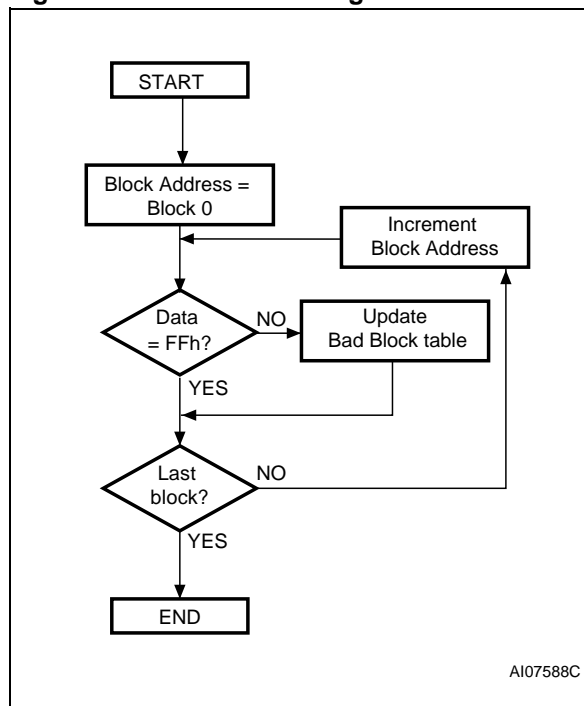 START
Block Address =
Block 0
Increment
Block Address
Data
= FFh?
NO
Update
Bad Block table
YES
Last
block?
NO
YES
END
AI07588C